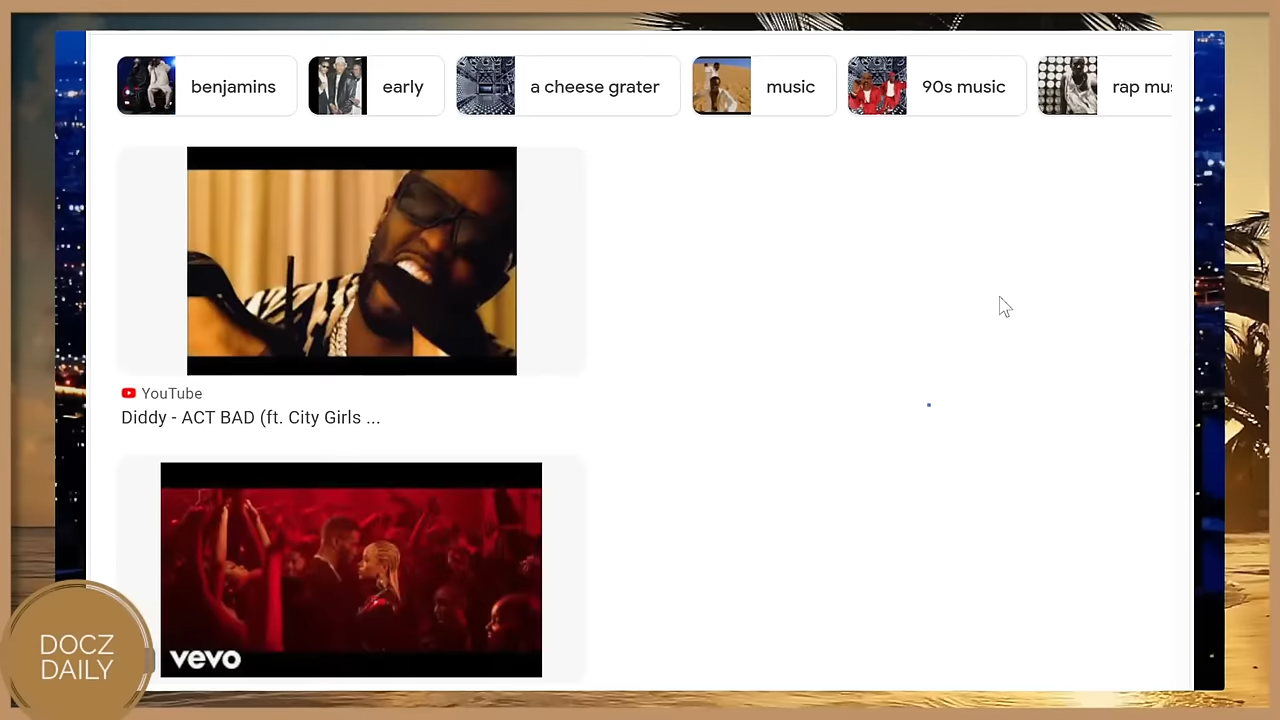 benjamins
early
a cheese grater
music
90s music
rap mu
YouTube
Diddy - ACT BAD (ft. City Girls ...
vevo
DOCZ
DAILY